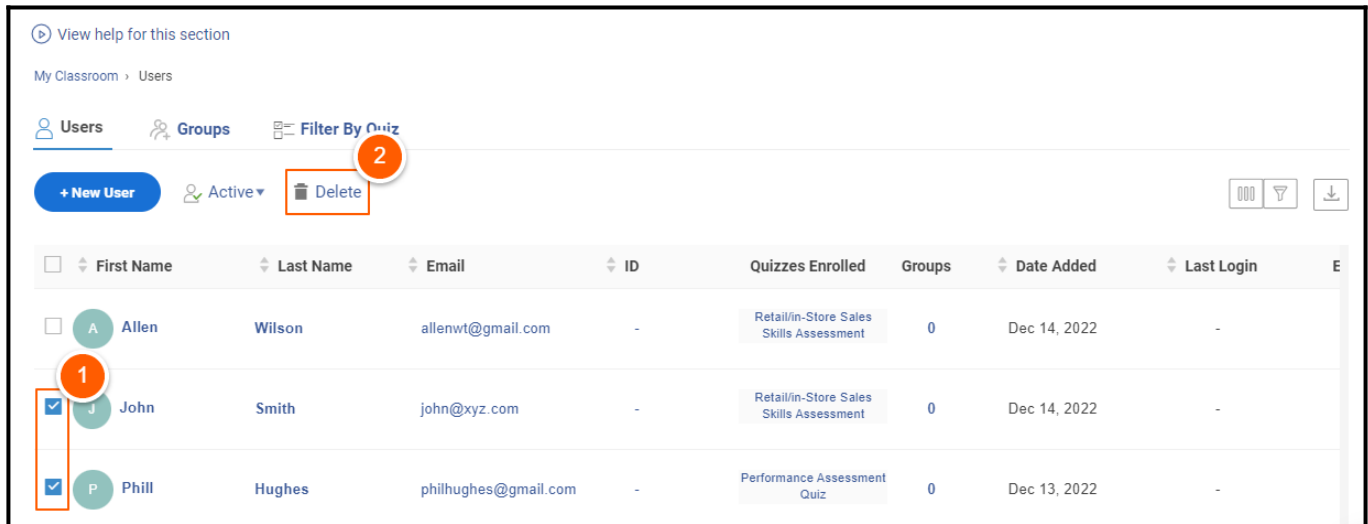 View help for this section
My Classroom › Users
Users Groups Filter By Quiz
2
+ New User Active▾ Delete
First Name Last Name Email ID Quizzes Enrolled Groups Date Added Last Login E
A Allen Wilson allenwt@gmail.com - Retail/in-Store Sales 0 Dec 14, 2022 -
Skills Assessment
1
J John Smith john@xyz.com - Retail/in-Store Sales 0 Dec 14, 2022 -
Skills Assessment
P Phill Hughes philhughes@gmail.com - Performance Assessment 0 Dec 13, 2022 -
Quiz